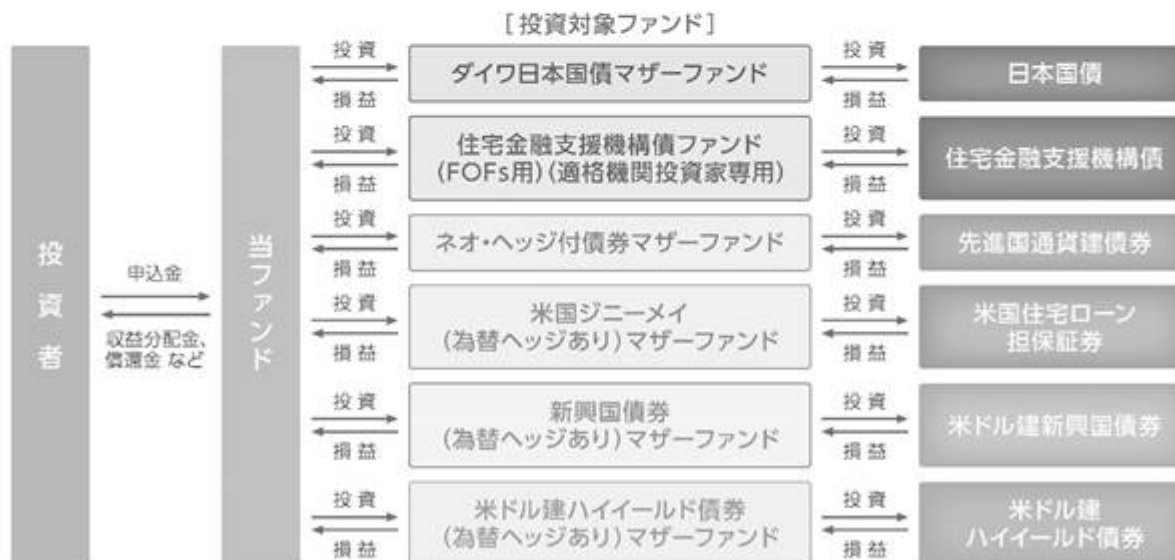 [投資対象ファンド]
投資者
申込金
収益分配金、
償還金 など
当ファンド
投資
損益
ダイワ日本国債マザーファンド
投資
損益
日本国債
投資
損益
住宅金融支援機構債ファンド
(FOFs用)(適格機関投資家専用)
投資
損益
住宅金融支援機構債
投資
損益
ネオ・ヘッジ付債券マザーファンド
投資
損益
先進国通貨建債券
投資
損益
米国ジニーメイ
(為替ヘッジあり)マザーファンド
投資
損益
米国住宅ローン
担保証券
投資
損益
新興国債券
(為替ヘッジあり)マザーファンド
投資
損益
米ドル建新興国債券
投資
損益
米ドル建ハイイールド債券
(為替ヘッジあり)マザーファンド
投資
損益
米ドル建
ハイイールド債券